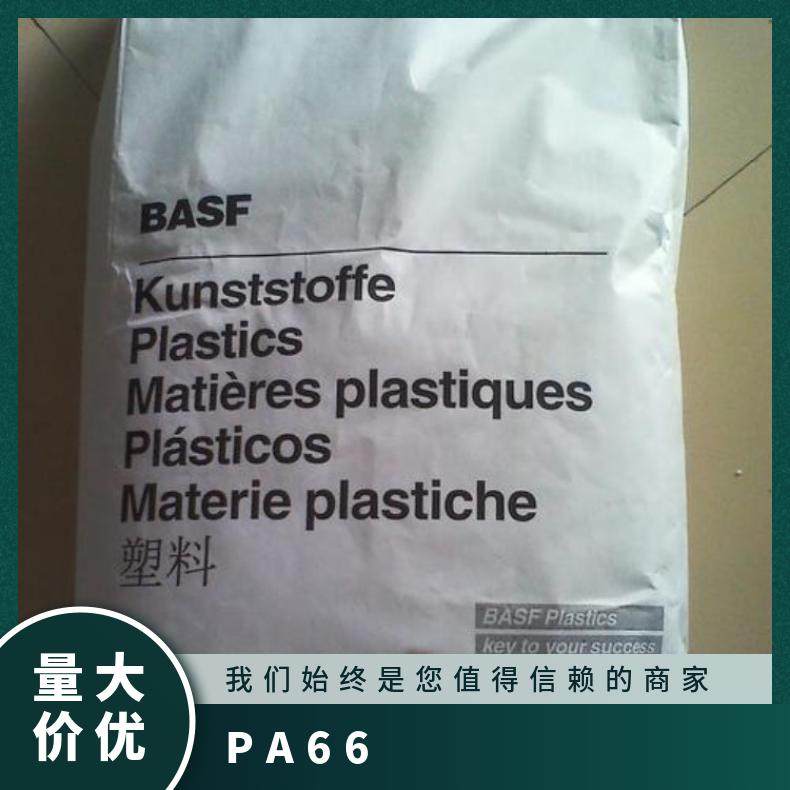 BASF
Kunststoffe
Plastics
Matières plastiques
Plásticos
Materie plastiche
塑料
BASF Plastics
key to your success
量大
价优
我们始终是您值得信赖的商家
PA66